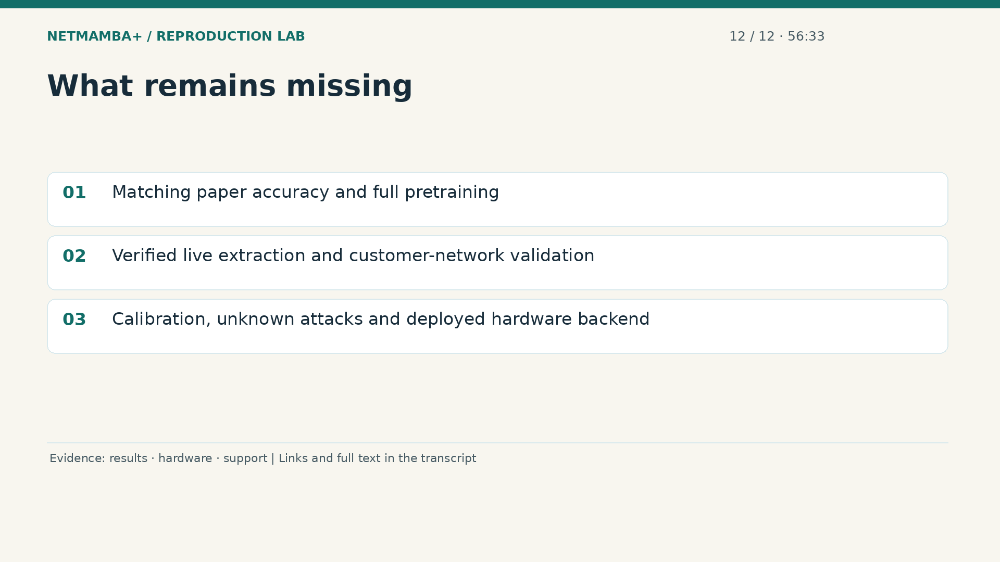 NETMAMBA+ / REPRODUCTION LAB
12 / 12 · 56:33
What remains missing
01 Matching paper accuracy and full pretraining
02 Verified live extraction and customer-network validation
03 Calibration, unknown attacks and deployed hardware backend
Evidence: results · hardware · support | Links and full text in the transcript